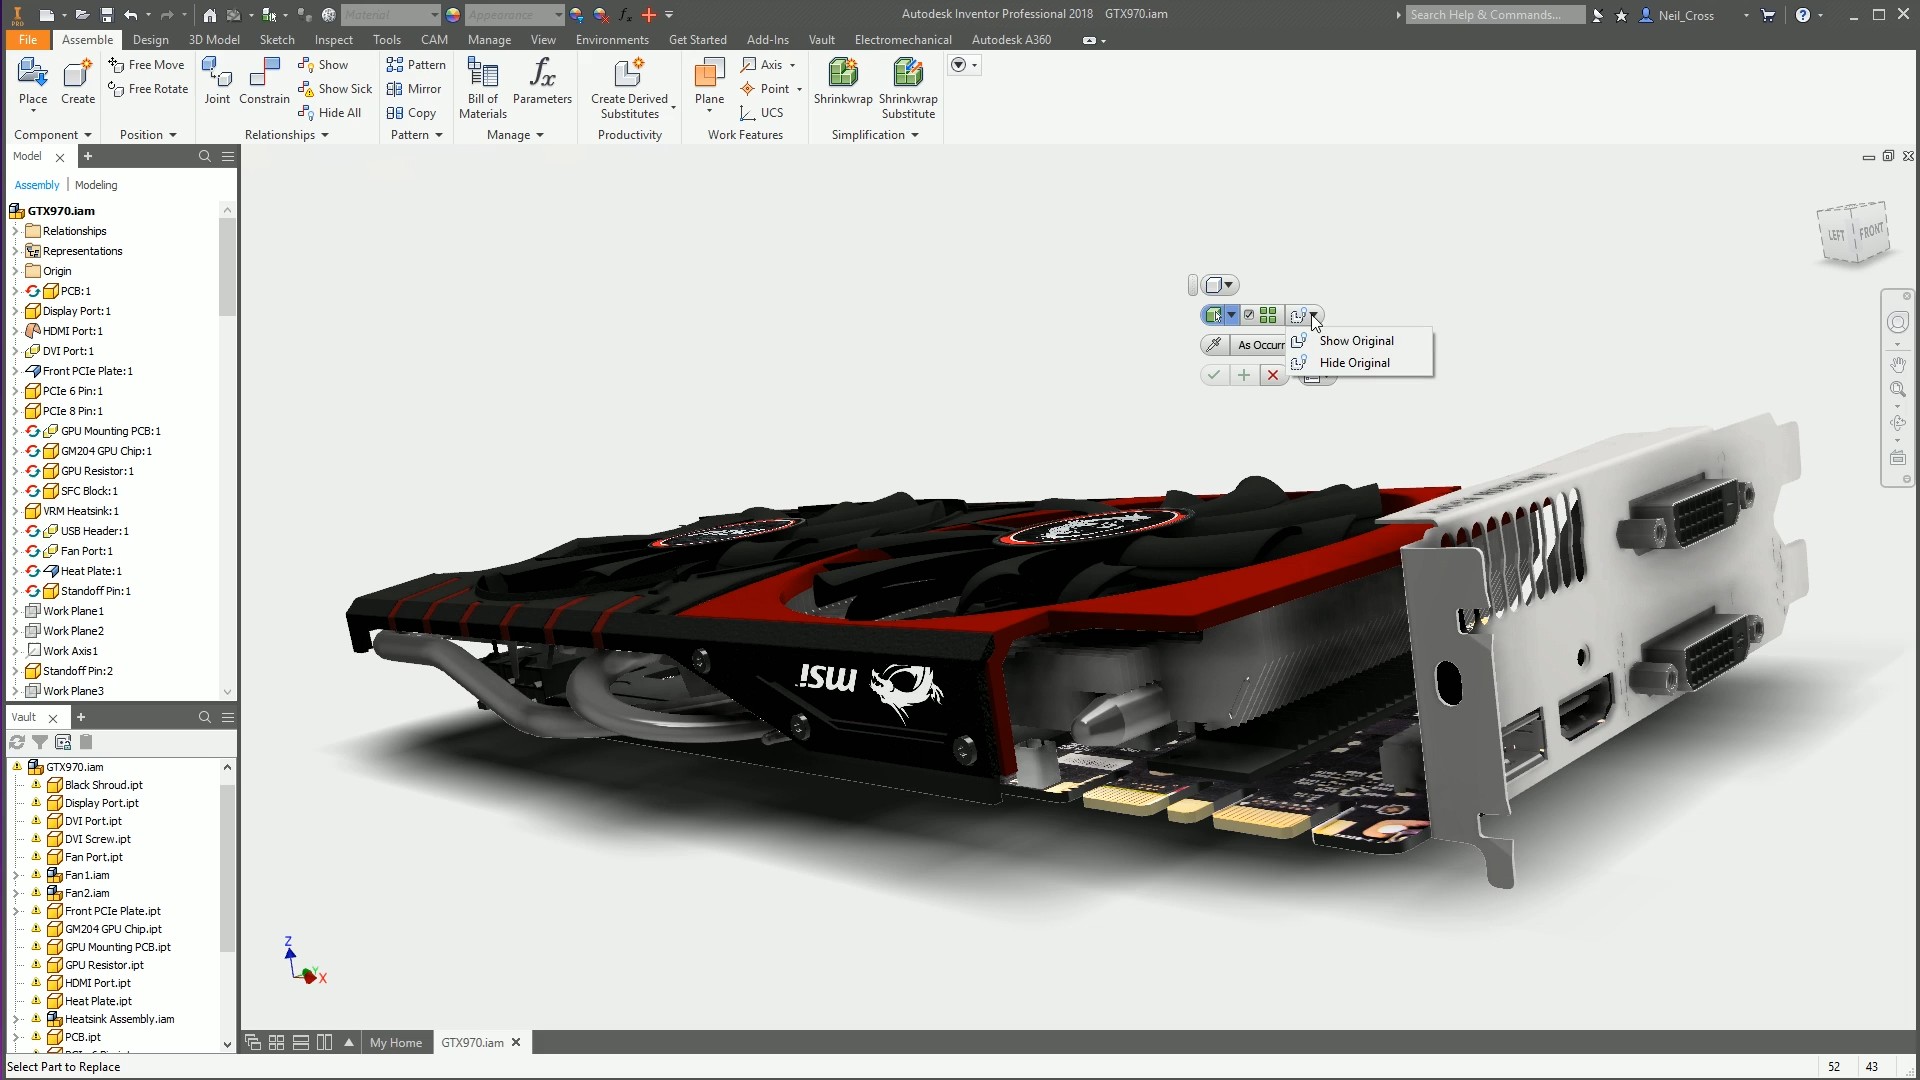 PRO
Material
Appearance
Autodesk Inventor Professional 2018 GTX970.iam
Search Help & Commands...
Neil_Cross
File
Assemble
Design
3D Model
Sketch
Inspect
Tools
CAM
Manage
View
Environments
Get Started
Add-Ins
Vault
Electromechanical
Autodesk A360
Place
Create
Component
Free Move
Free Rotate
Position
Joint
Constrain
Show
Show Sick
Hide All
Relationships
Pattern
Mirror
Copy
Pattern
Bill of
Materials
Parameters
Manage
Create Derived
Substitutes
Productivity
Plane
Axis
Point
UCS
Work Features
Shrinkwrap
Shrinkwrap
Substitute
Simplification
Model
Assembly | Modeling
GTX970.iam
Relationships
Representations
Origin
PCB:1
Display Port:1
HDMI Port:1
DVI Port:1
Front PCIe Plate:1
PCIe 6 Pin:1
PCIe 8 Pin:1
GPU Mounting PCB:1
GM204 GPU Chip:1
GPU Resistor:1
SFC Block:1
VRM Heatsink:1
USB Header:1
Fan Port:1
Heat Plate:1
Standoff Pin:1
Work Plane1
Work Plane2
Work Axis1
Standoff Pin:2
Work Plane3
Vault
GTX970.iam
Black Shroud.ipt
Display Port.ipt
DVI Port.ipt
DVI Screw.ipt
Fan Port.ipt
Fan1.iam
Fan2.iam
Front PCIe Plate.ipt
GM204 GPU Chip.ipt
GPU Mounting PCB.ipt
GPU Resistor.ipt
HDMI Port.ipt
Heat Plate.ipt
Heatsink Assembly.iam
PCB.ipt
As Occurr
Show Original
Hide Original
LEFT
FRONT
msi
Z
Y
X
My Home
GTX970.iam
Select Part to Replace
52
43